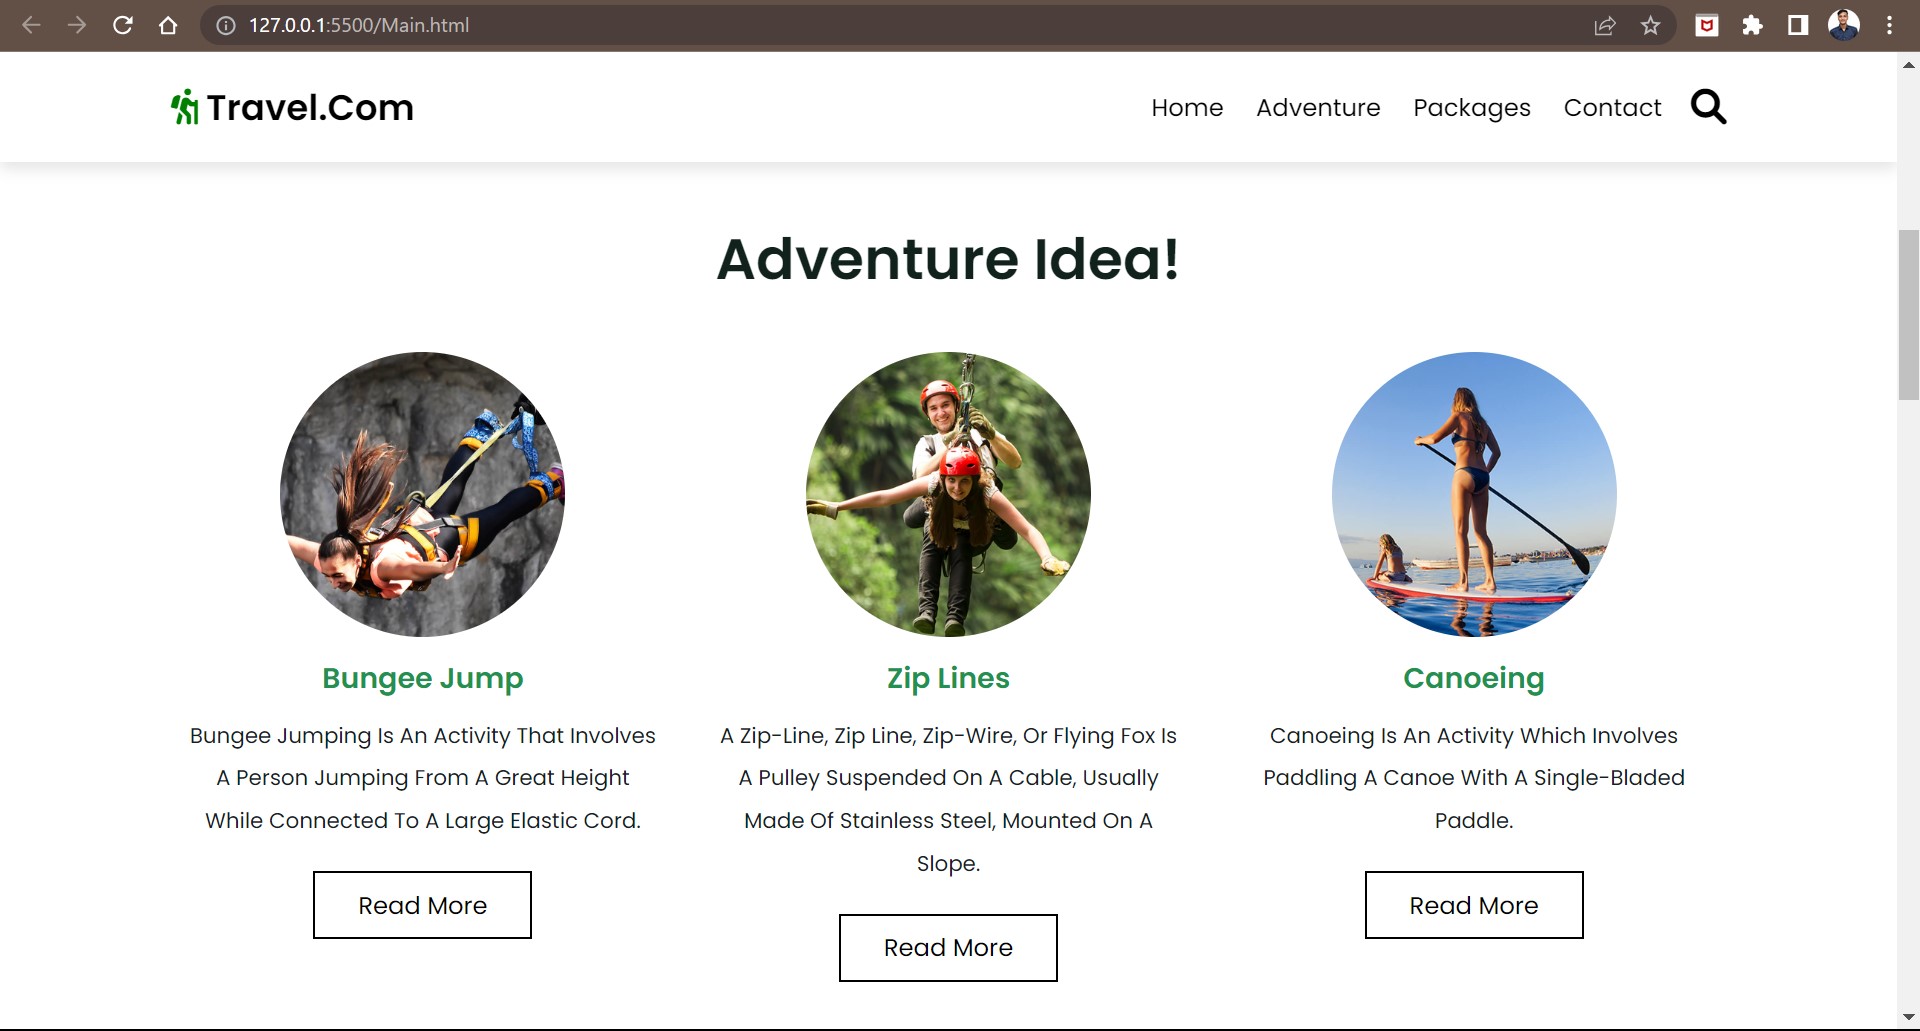 127.0.0.1:5500/Main.html
Travel.Com
Home Adventure Packages Contact
Adventure Idea!
Bungee Jump
Bungee Jumping Is An Activity That Involves
A Person Jumping From A Great Height
While Connected To A Large Elastic Cord.
Read More
Zip Lines
A Zip-Line, Zip Line, Zip-Wire, Or Flying Fox Is
A Pulley Suspended On A Cable, Usually
Made Of Stainless Steel, Mounted On A
Slope.
Read More
Canoeing
Canoeing Is An Activity Which Involves
Paddling A Canoe With A Single-Bladed
Paddle.
Read More